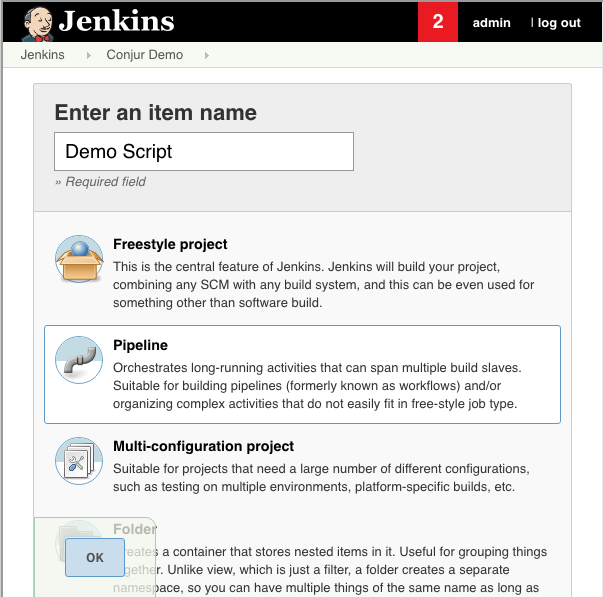 Jenkins
2
admin
| log out
Jenkins
Conjur Demo
Enter an item name
Demo Script
» Required field
Freestyle project
This is the central feature of Jenkins. Jenkins will build your project,
combining any SCM with any build system, and this can be even used for
something other than software build.
Pipeline
Orchestrates long-running activities that can span multiple build slaves.
Suitable for building pipelines (formerly known as workflows) and/or
organizing complex activities that do not easily fit in free-style job type.
Multi-configuration project
Suitable for projects that need a large number of different configurations,
such as testing on multiple environments, platform-specific builds, etc.
Folder
Creates a container that stores nested items in it. Useful for grouping things
together. Unlike view, which is just a filter, a folder creates a separate
namespace, so you can have multiple things of the same name as long as
OK